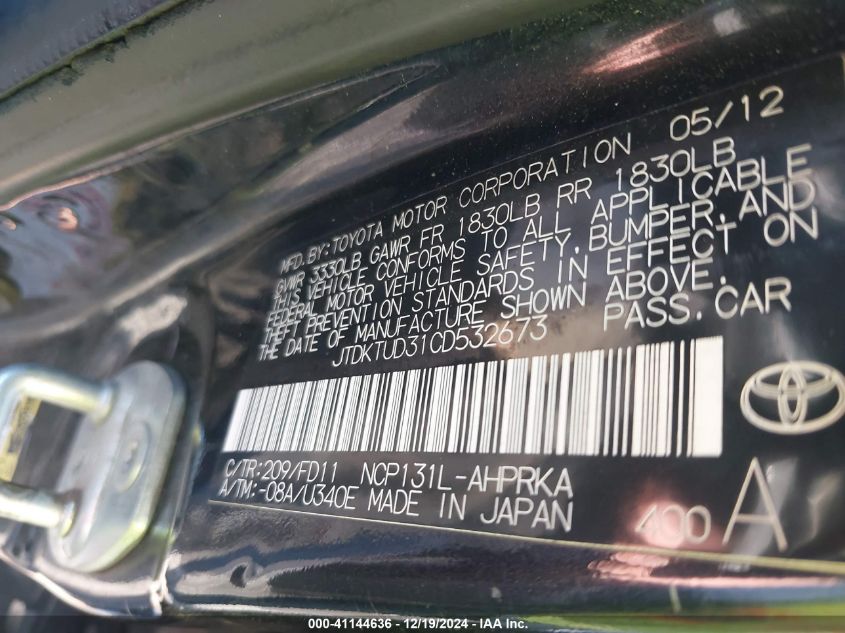 MFD.BY:TOYOTA MOTOR CORPORATION 05/12
GVWR 3330LB GAWR FR 1830LB RR 1830LB
THIS VEHICLE CONFORMS TO ALL APPLICABLE
FEDERAL MOTOR VEHICLE SAFETY,BUMPER,AND
THEFT PREVENTION STANDARDS IN EFFECT ON
THE DATE OF MANUFACTURE SHOWN ABOVE.
JTDKTUD31CD532673 PASS.CAR
C/TR:209/FD11 NCP131L-AHPRKA
A/TM:-08A/U340E MADE IN JAPAN
400 A
000-41144636 - 12/19/2024 - IAA Inc.